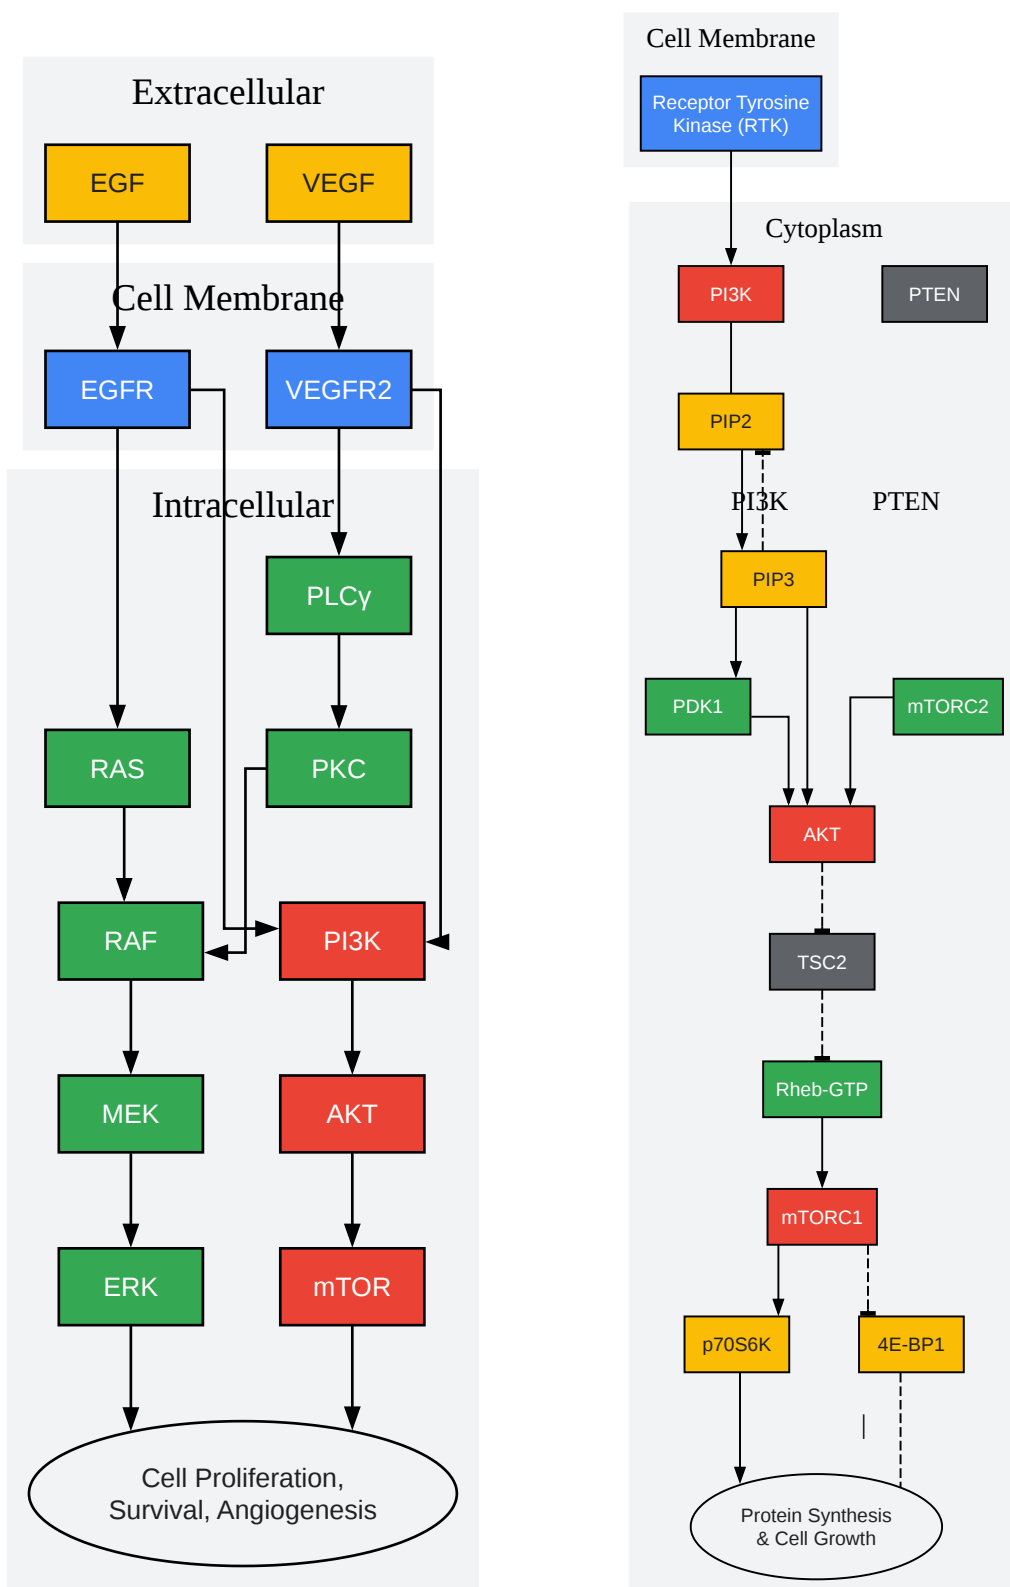 Extracellular
EGF
VEGF
Cell Membrane
EGFR
VEGFR2
Intracellular
PLCγ
RAS
PKC
RAF
PI3K
MEK
AKT
ERK
mTOR
Cell Proliferation,
Survival, Angiogenesis
Cell Membrane
Receptor Tyrosine
Kinase (RTK)
Cytoplasm
PI3K
PTEN
PIP2
PI3K
PTEN
PIP3
PDK1
mTORC2
AKT
TSC2
Rheb-GTP
mTORC1
p70S6K
4E-BP1
|
Protein Synthesis
& Cell Growth